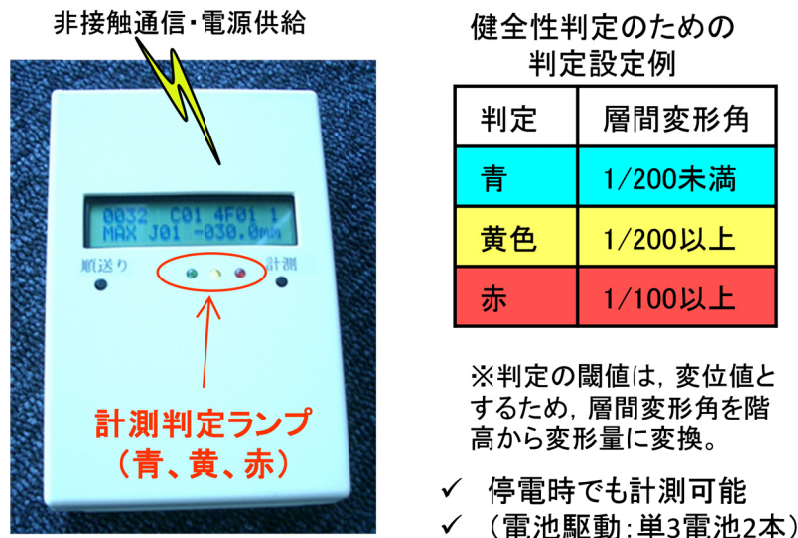 非接触通信・電源供給
0032 C01 4F01 1
MAX J01 -030.0mm
順送り
計測
計測判定ランプ
（青、黄、赤）
健全性判定のための
判定設定例
判定 層間変形角
青 1/200未満
黄色 1/200以上
赤 1/100以上
※判定の閾値は，変位値と
するため，層間変形角を階
高から変形量に変換。
✓ 停電時でも計測可能
✓ （電池駆動：単3電池2本）